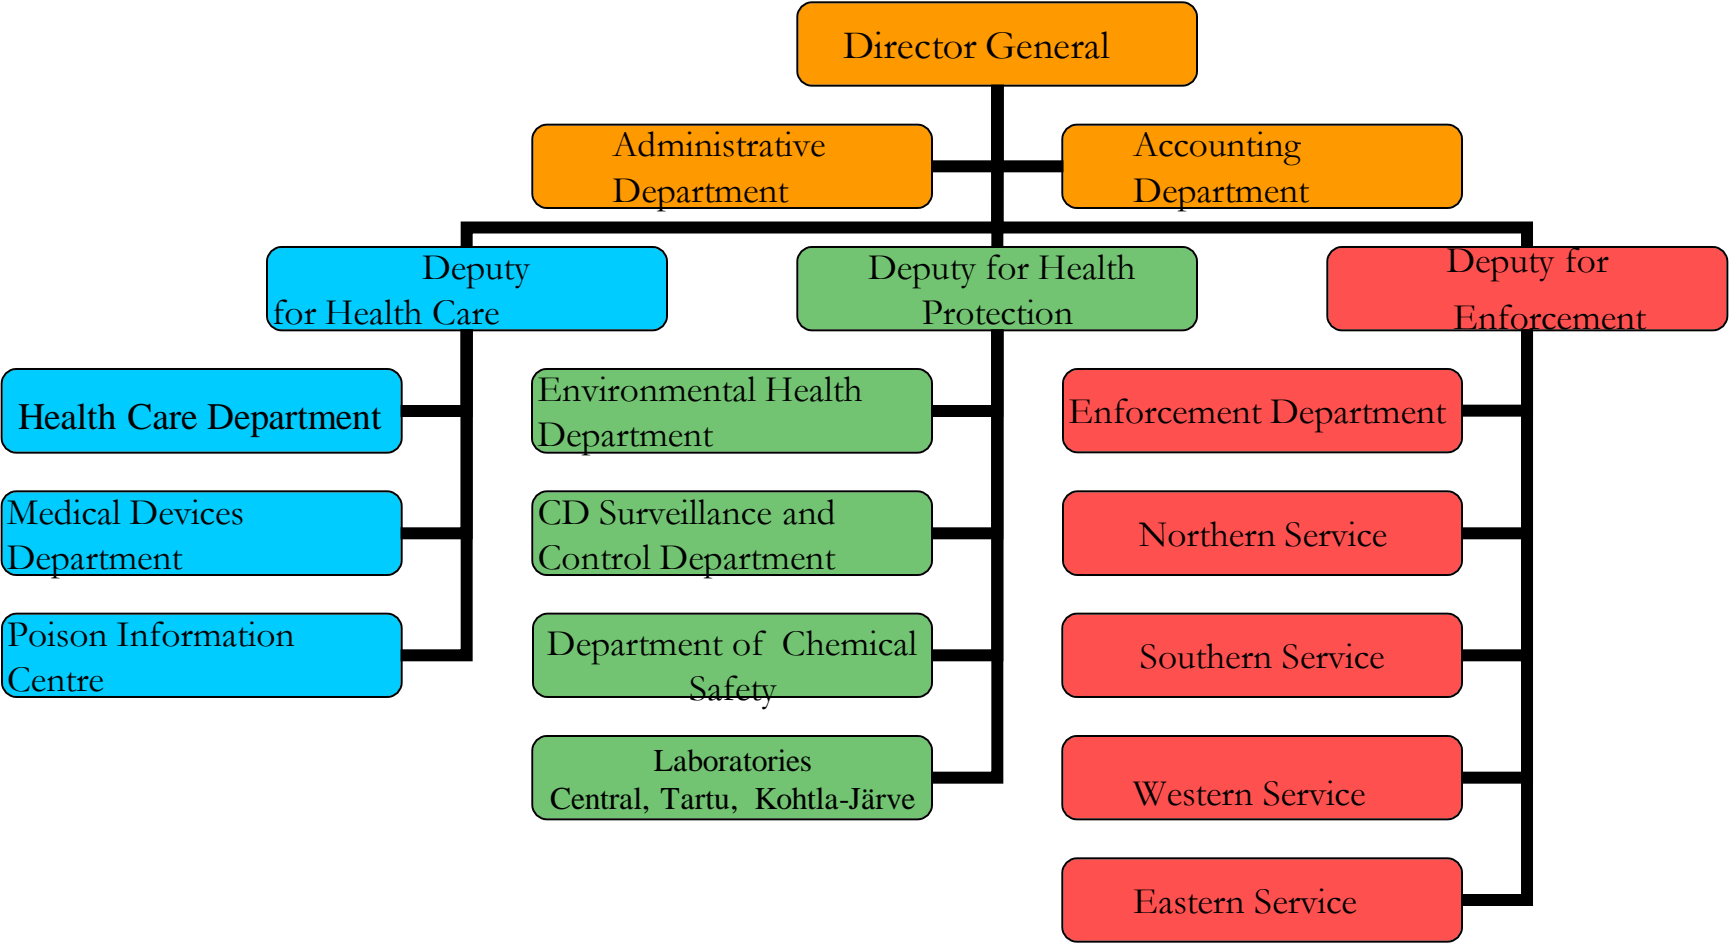 Director General
Administrative
Department
Accounting
Department
Deputy
for Health Care
Deputy for Health
Protection
Deputy for
Enforcement
Health Care Department
Medical Devices
Department
Poison Information
Centre
Environmental Health
Department
CD Surveillance and
Control Department
Department of Chemical
Safety
Laboratories
Central, Tartu, Kohtla-Järve
Enforcement Department
Northern Service
Southern Service
Western Service
Eastern Service